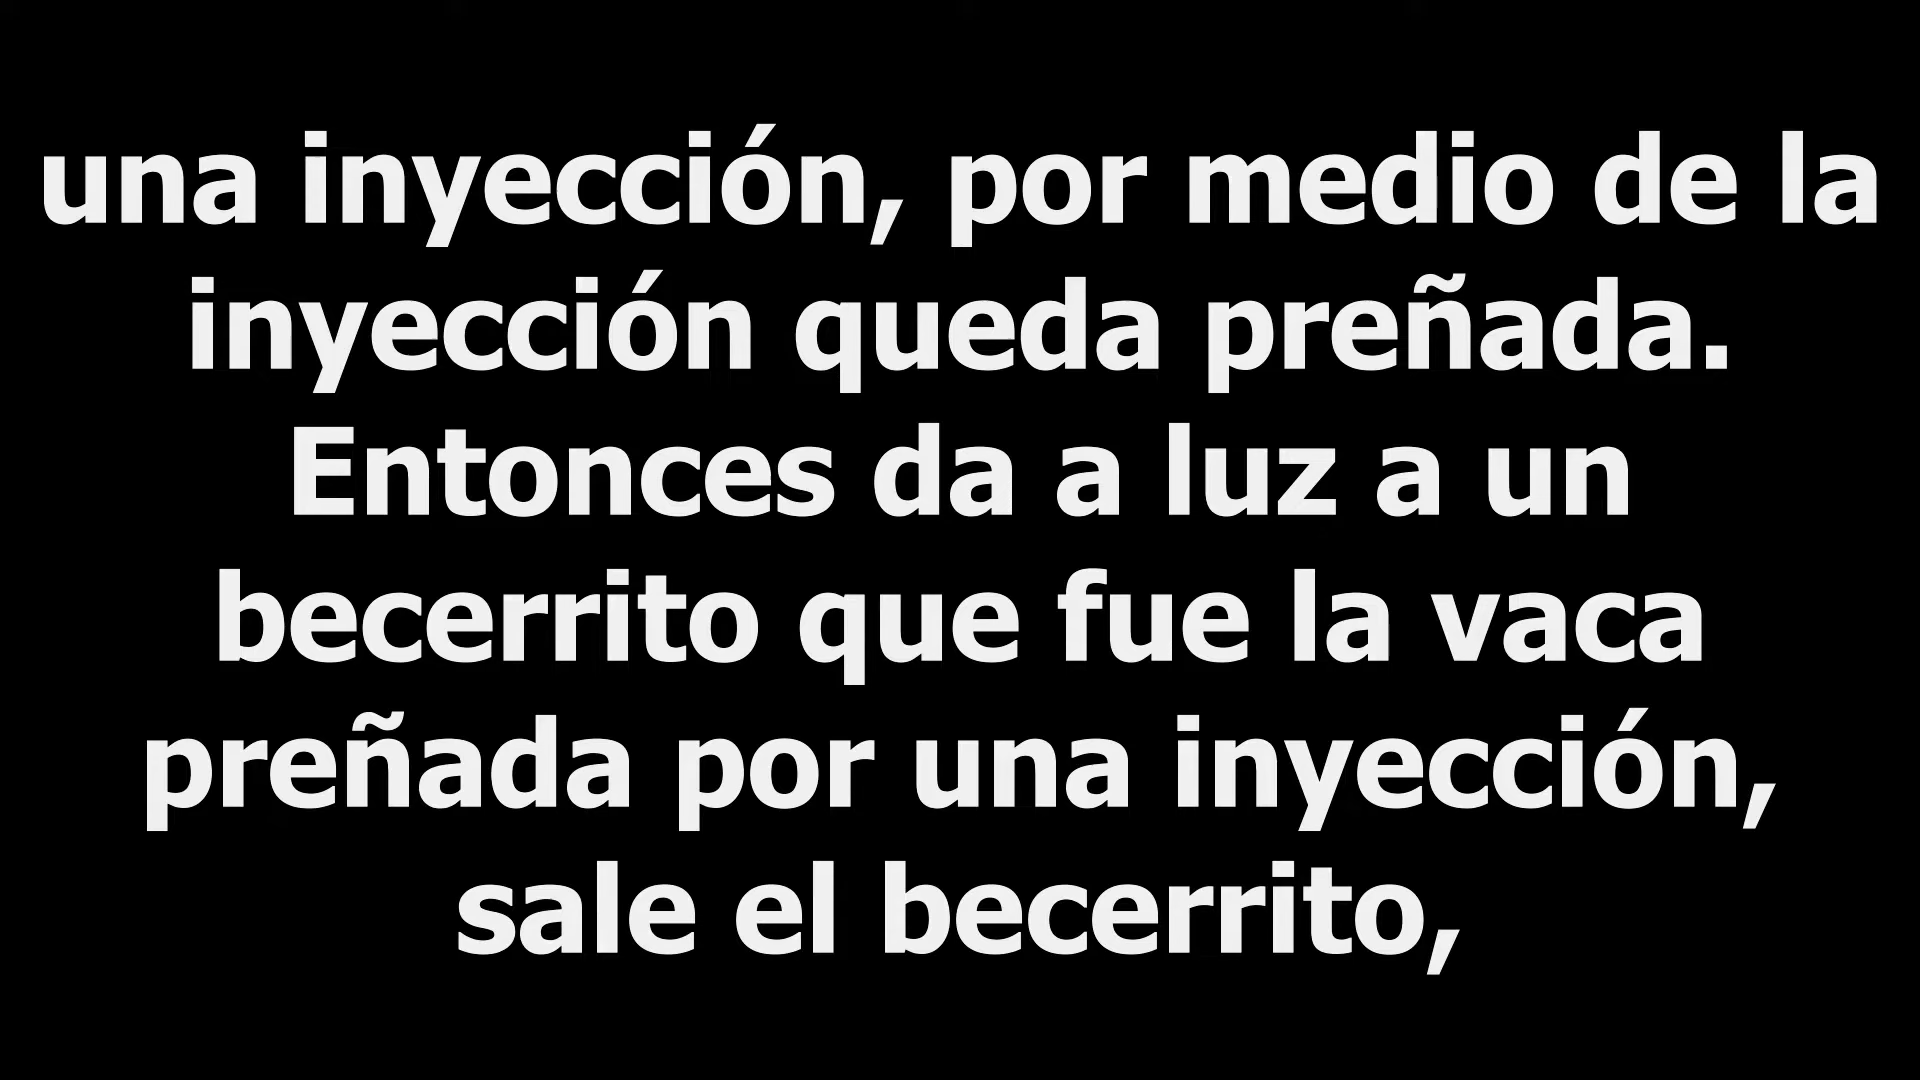 una inyección, por medio de la
inyección queda preñada.
Entonces da a luz a un
becerrito que fue la vaca
preñada por una inyección,
sale el becerrito,